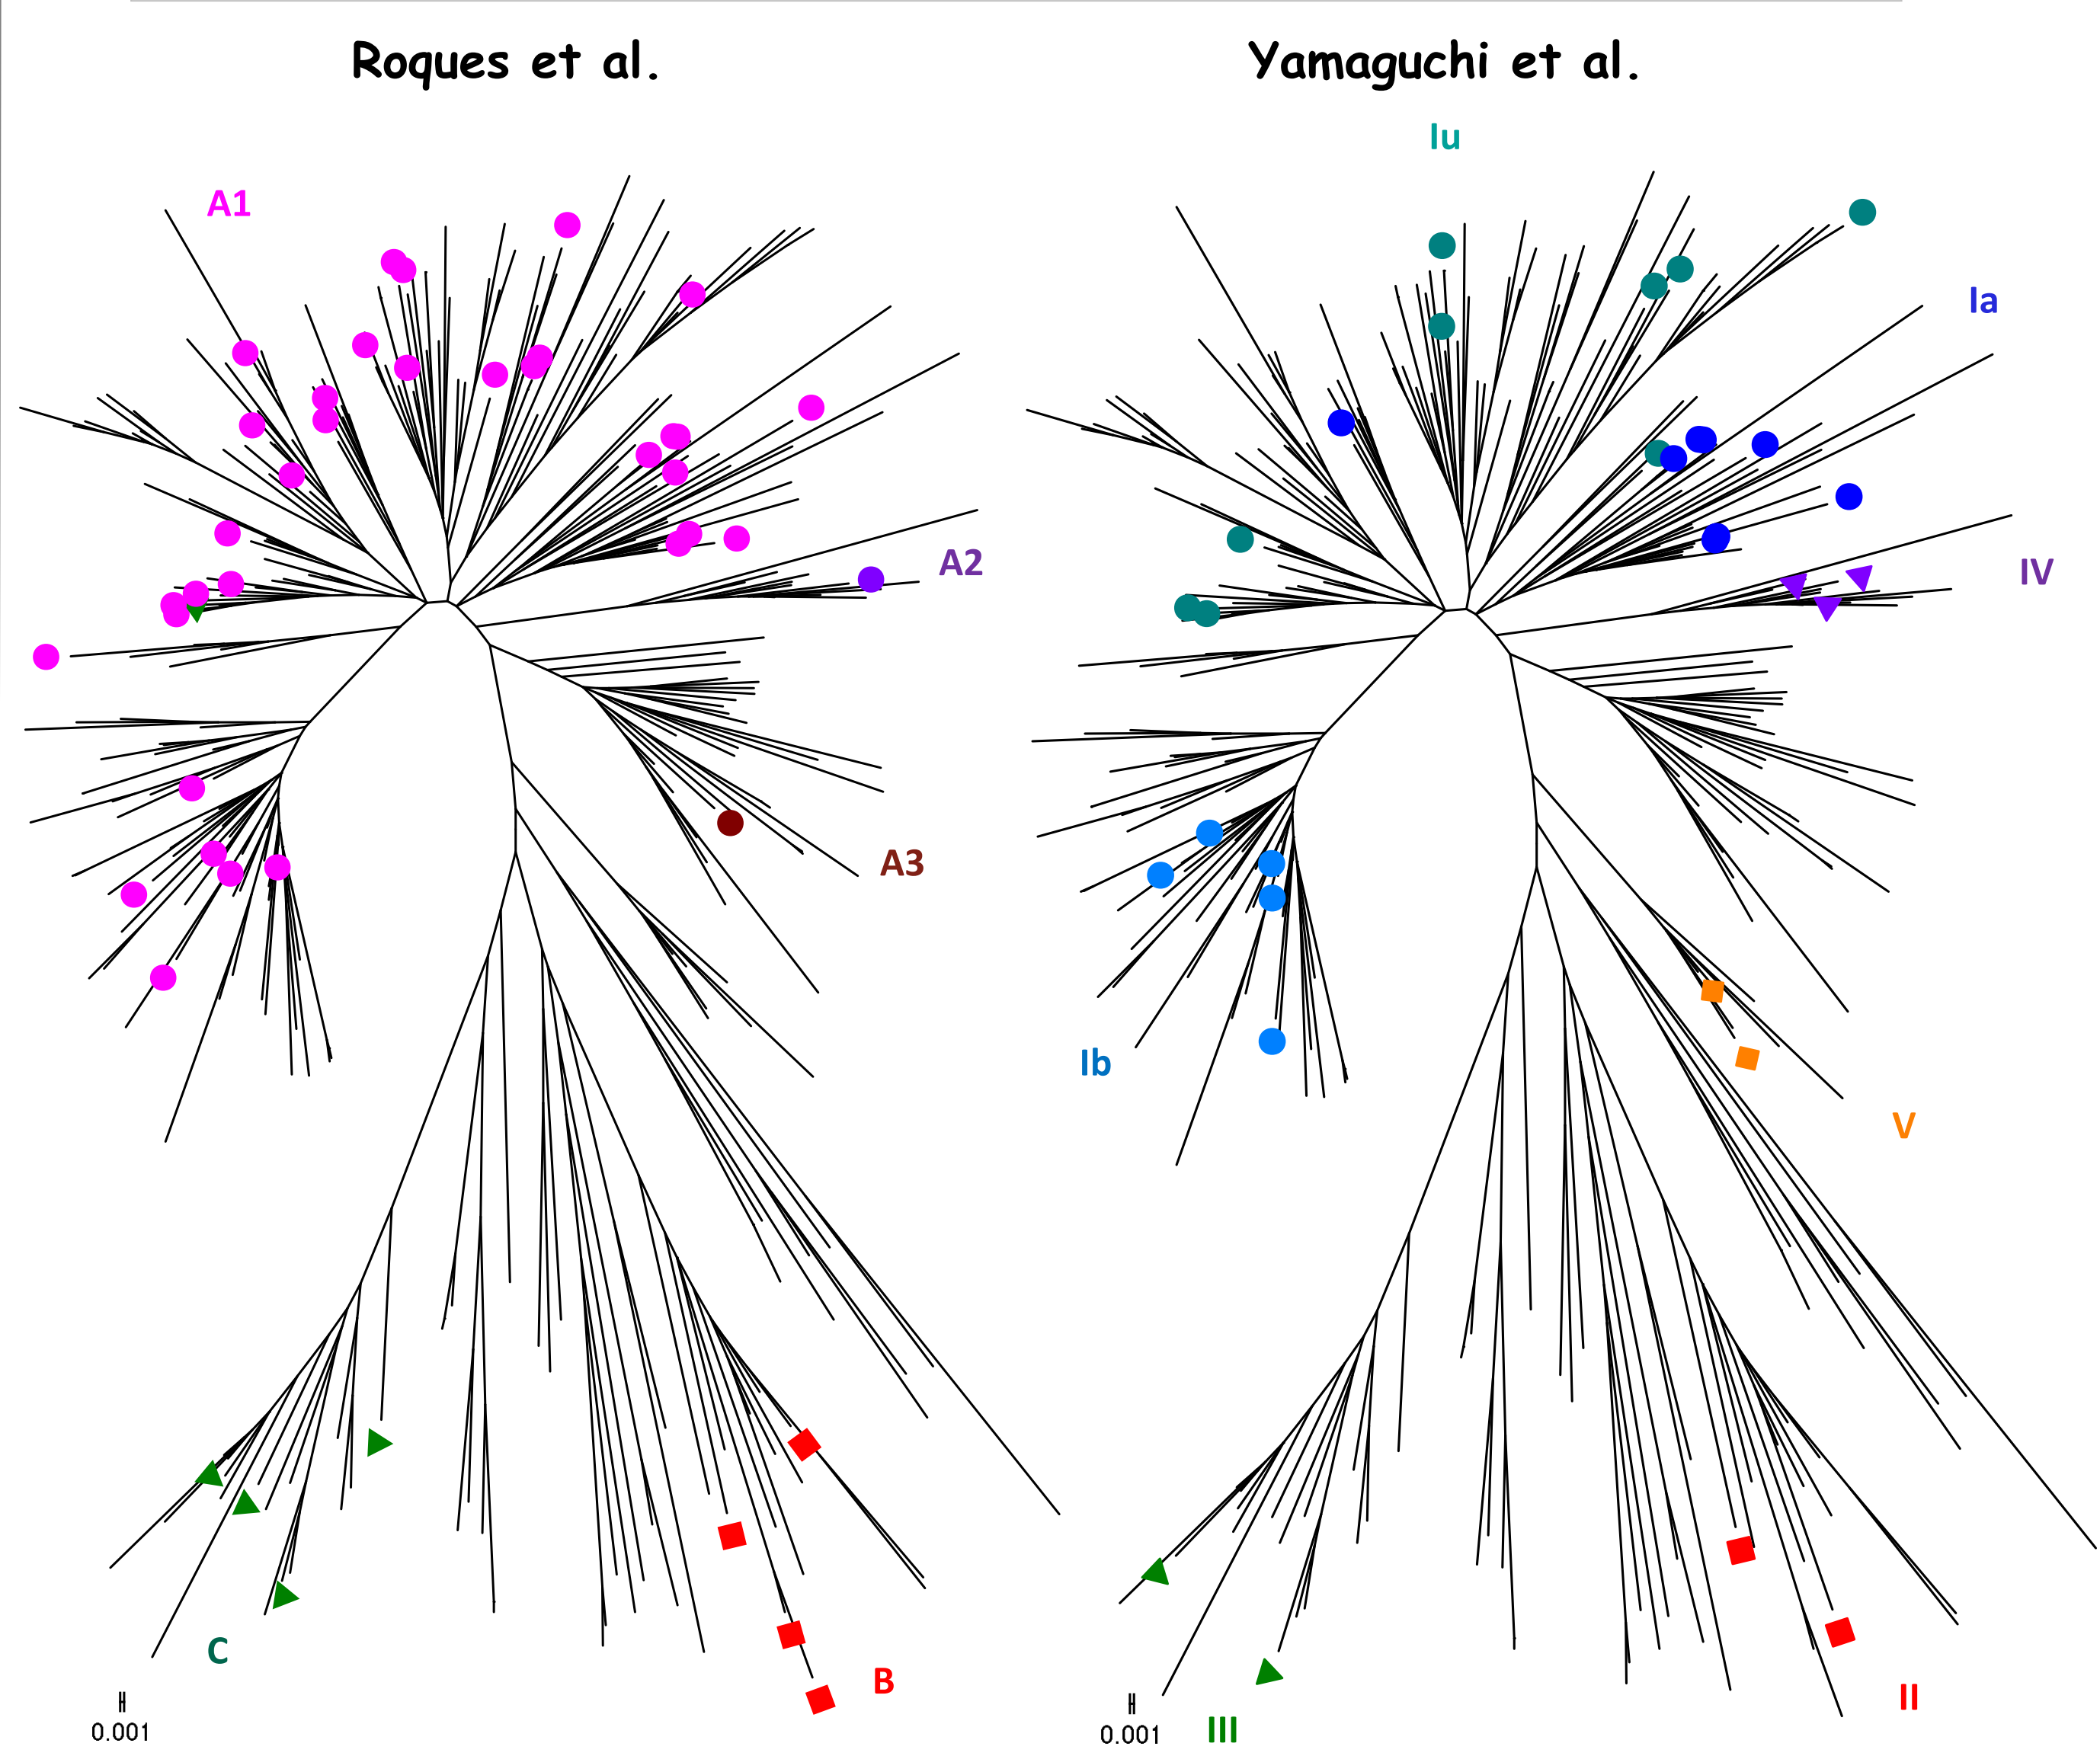 Roques et al.
Yamaguchi et al.
Iu
A1
Ia
A2
IV
A3
Ib
V
C
B
II
III
0.001
0.001